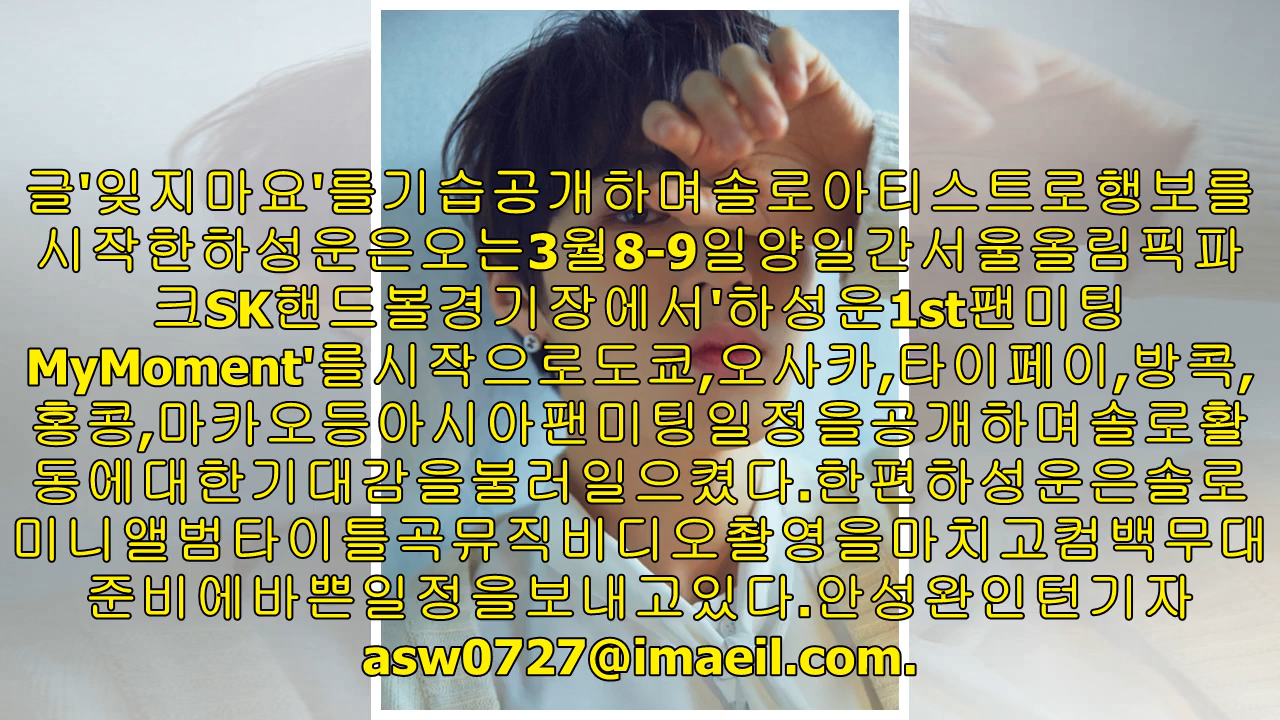 글'잊지마요'를기습공개하며솔로아티스트로행보를
시작한하성운은오는3월8-9일양일간서울올림픽파
크SK핸드볼경기장에서'하성운1st팬미팅
MyMoment'를시작으로도쿄,오사카,타이페이,방콕,
홍콩,마카오등아시아팬미팅일정을공개하며솔로활
동에대한기대감을불러일으켰다.한편하성운은솔로
미니앨범타이틀곡뮤직비디오촬영을마치고컴백무대
준비에바쁜일정을보내고있다.안성완인턴기자
asw0727@imaeil.com.